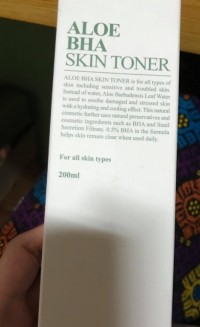 ALOE
BHA
SKIN TONER
ALOE BHA SKIN TONER is for all types of
skin including sensitive and troubled skin.
Instead of water, Aloe Barbadensis Leaf Water
is used to soothe damaged and stressed skin
with a hydrating and cooling effect. This natural
cosmetic further uses natural preservatives and
cosmetic ingredients such as BHA and Snail
Secretion Filtrate. 0.5% BHA in the formula
helps skin remain clear when used daily.
For all skin types
200ml